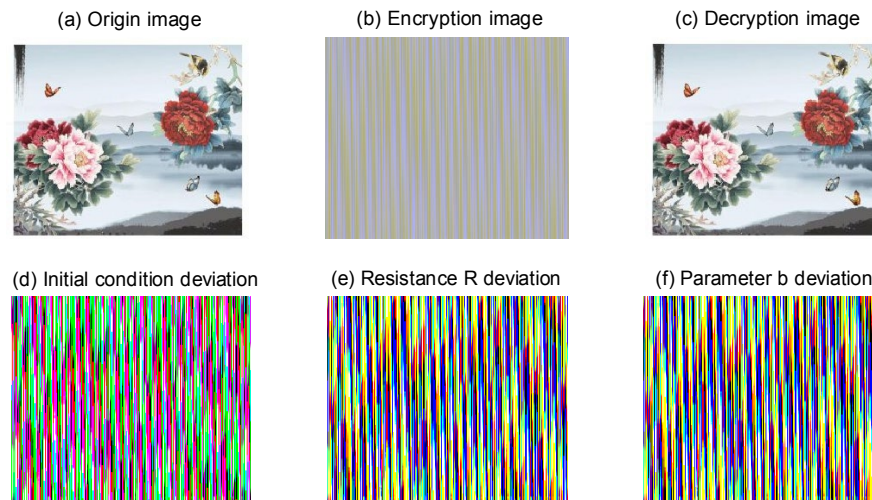 (a) Origin image
(b) Encryption image
(c) Decryption image
(d) Initial condition deviation
(e) Resistance R deviation
(f) Parameter b deviation